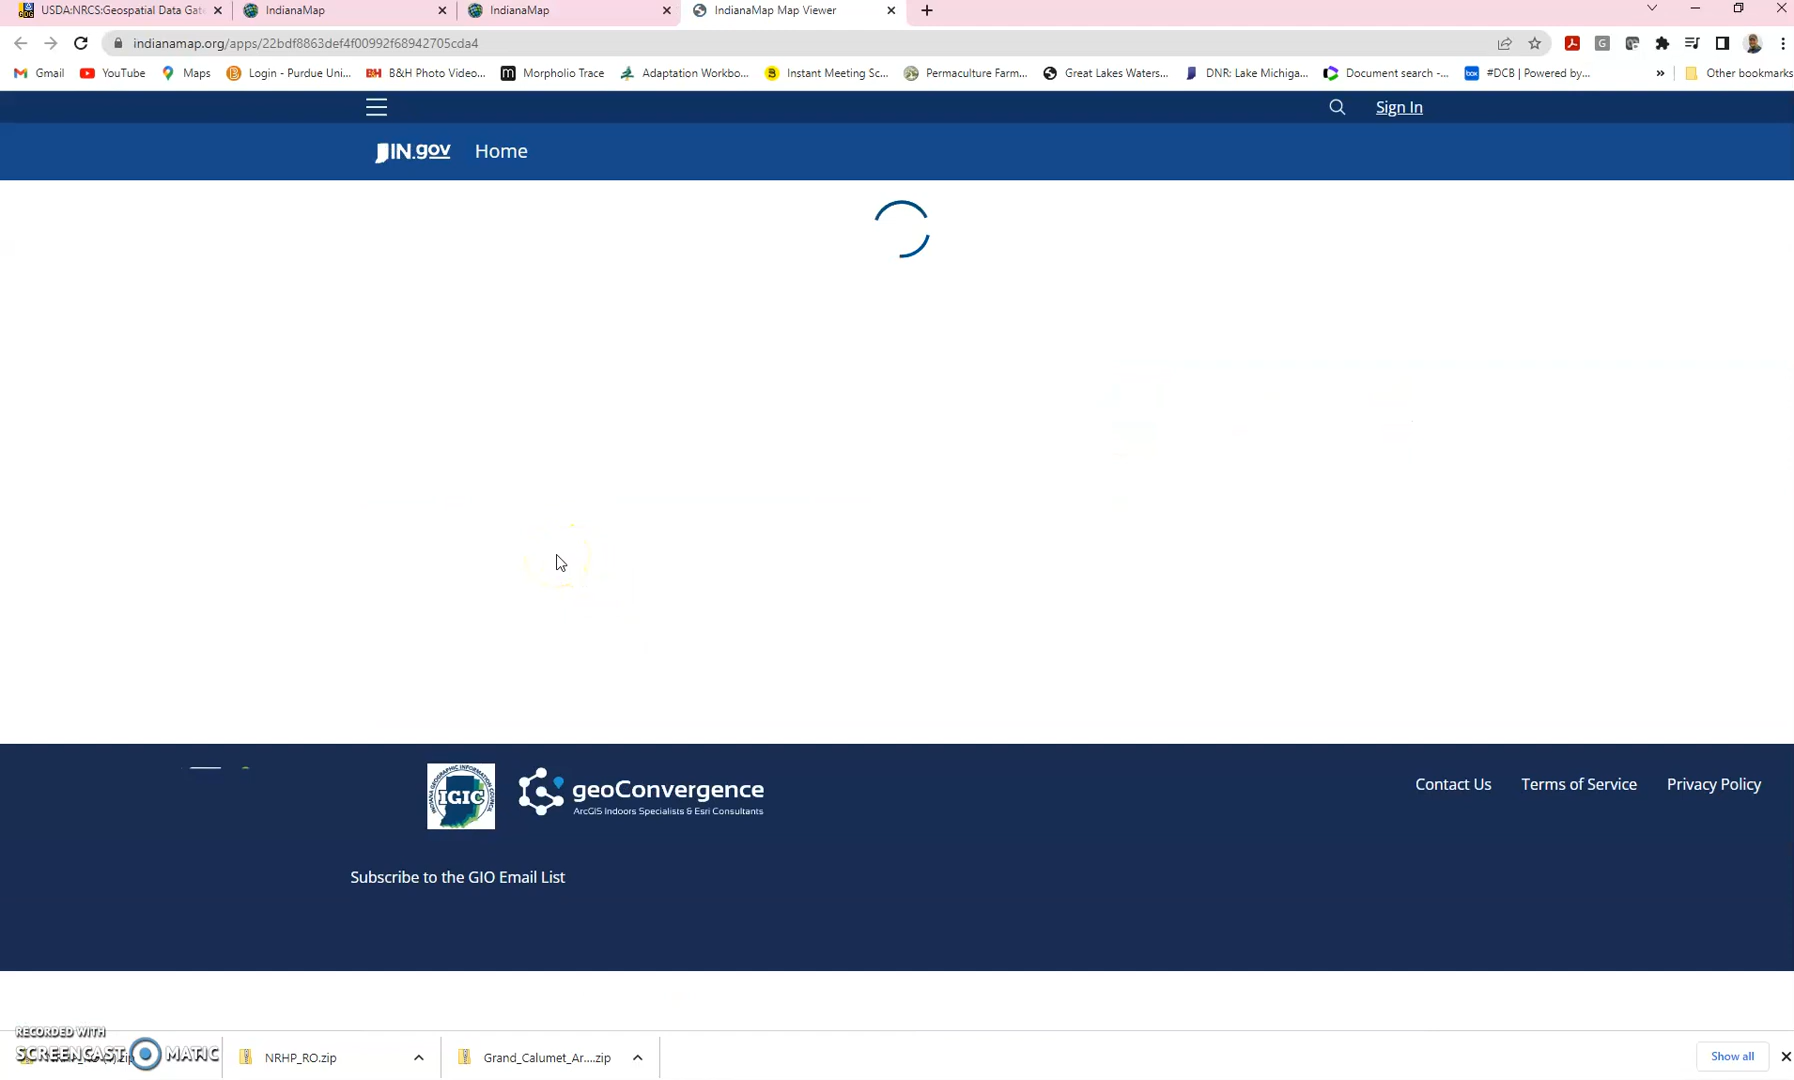 USDA:NRCS:Geospatial Data Gat
IndianaMap
IndianaMap
IndianaMap Map Viewer
indianamap.org/apps/22bdf8863def4f00992f68942705cda4
Gmail
YouTube
Maps
Login - Purdue Uni...
B&H Photo Video...
Morpholio Trace
Adaptation Workbo...
Instant Meeting Sc...
Permaculture Farm...
Great Lakes Waters...
DNR: Lake Michiga...
Document search -...
#DCB | Powered by...
»
Other bookmarks
Sign In
IN.gov
Home
IGIC
geoConvergence
ArcGIS Indoors Specialists & Esri Consultants
Contact Us
Terms of Service
Privacy Policy
Subscribe to the GIO Email List
RECORDED WITH
SCREENCAST MATIC
NRHP_RO.zip
Grand_Calumet_Ar....zip
Show all